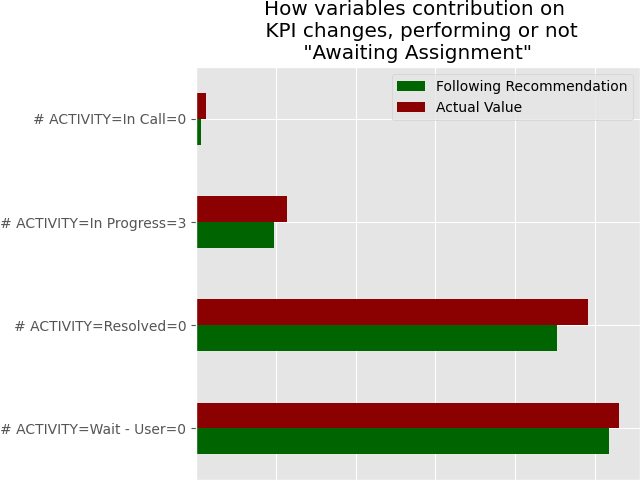 How variables contribution on
KPI changes, performing or not
"Awaiting Assignment"
Following Recommendation
Actual Value
# ACTIVITY=In Call=0
# ACTIVITY=In Progress=3
# ACTIVITY=Resolved=0
# ACTIVITY=Wait - User=0